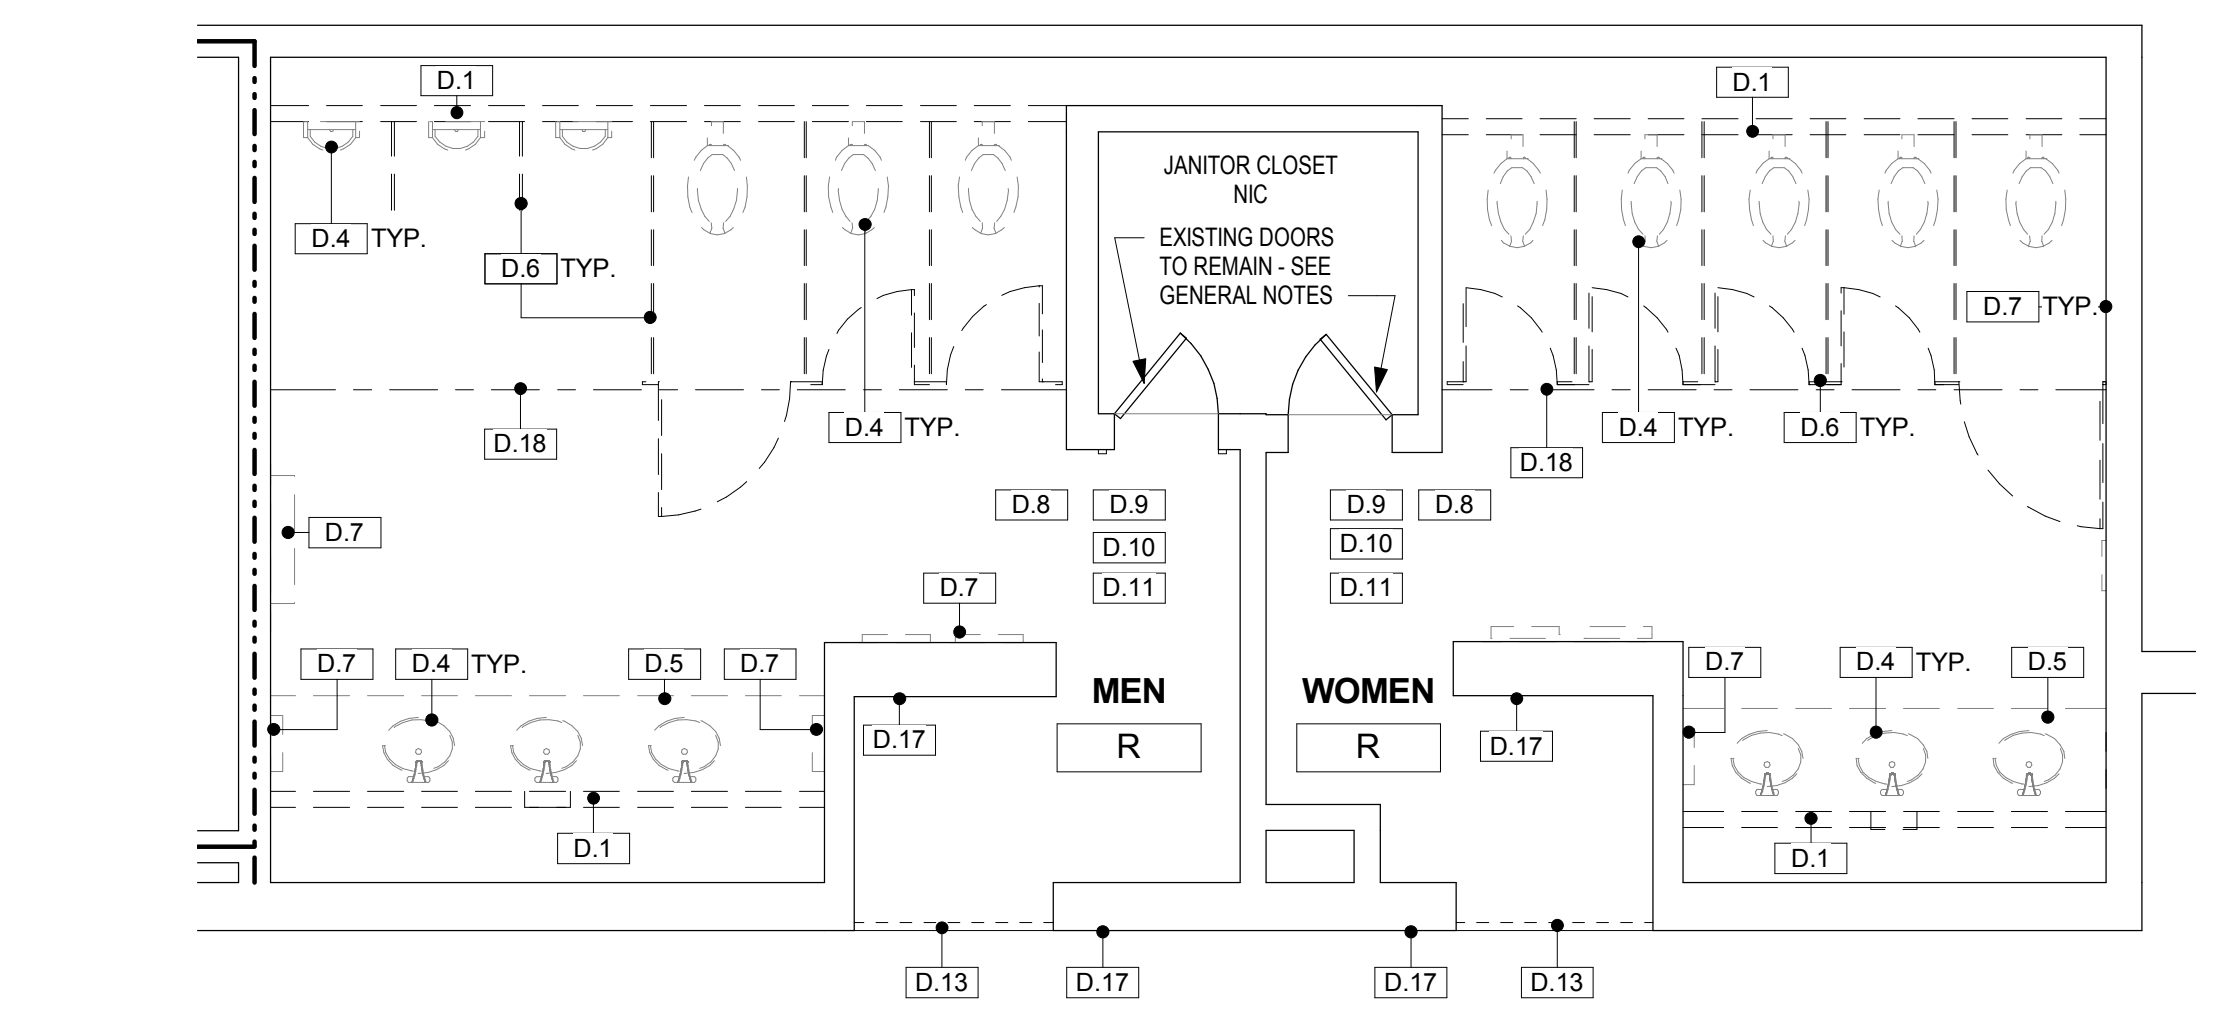 D.1
D.1
JANITOR CLOSET
NIC
EXISTING DOORS
TO REMAIN - SEE
GENERAL NOTES
D.4 TYP.
D.6 TYP.
D.7 TYP.
D.18
D.4 TYP.
D.4 TYP.
D.6 TYP.
D.18
D.8
D.9
D.9
D.8
D.7
D.10
D.10
D.7
D.11
D.11
D.7
D.4 TYP.
D.5
D.7
MEN
WOMEN
D.7
D.4 TYP.
D.5
D.17
R
R
D.17
D.1
D.1
D.13
D.17
D.17
D.13